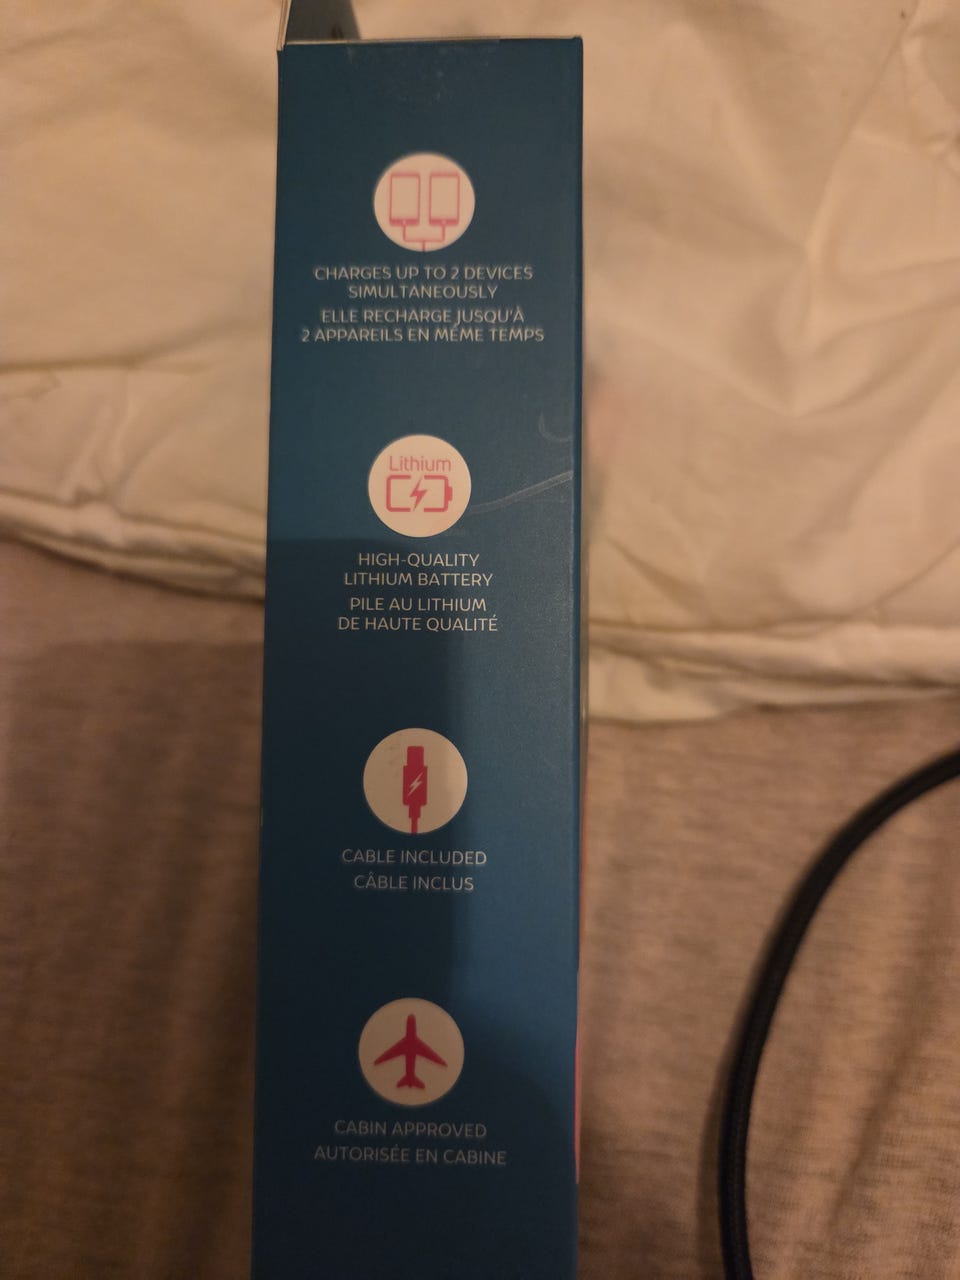 CHARGES UP TO 2 DEVICES
SIMULTANEOUSLY
ELLE RECHARGE JUSQU'À
2 APPAREILS EN MÊME TEMPS
Lithium
HIGH-QUALITY
LITHIUM BATTERY
PILE AU LITHIUM
DE HAUTE QUALITÉ
CABLE INCLUDED
CÂBLE INCLUS
CABIN APPROVED
AUTORISÉE EN CABINE